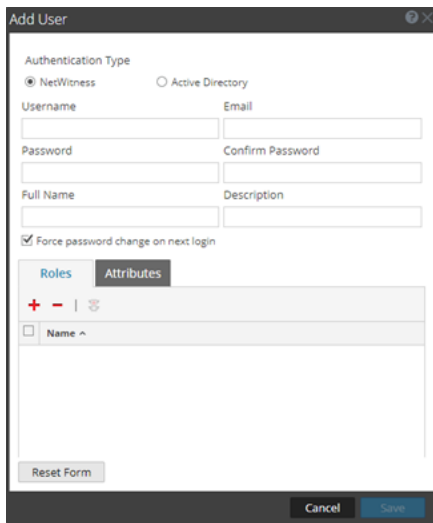 Add User
Authentication Type
NetWitness Active Directory
Username Email
Password Confirm Password
Full Name Description
Force password change on next login
Roles Attributes
Name
Reset Form
Cancel Save